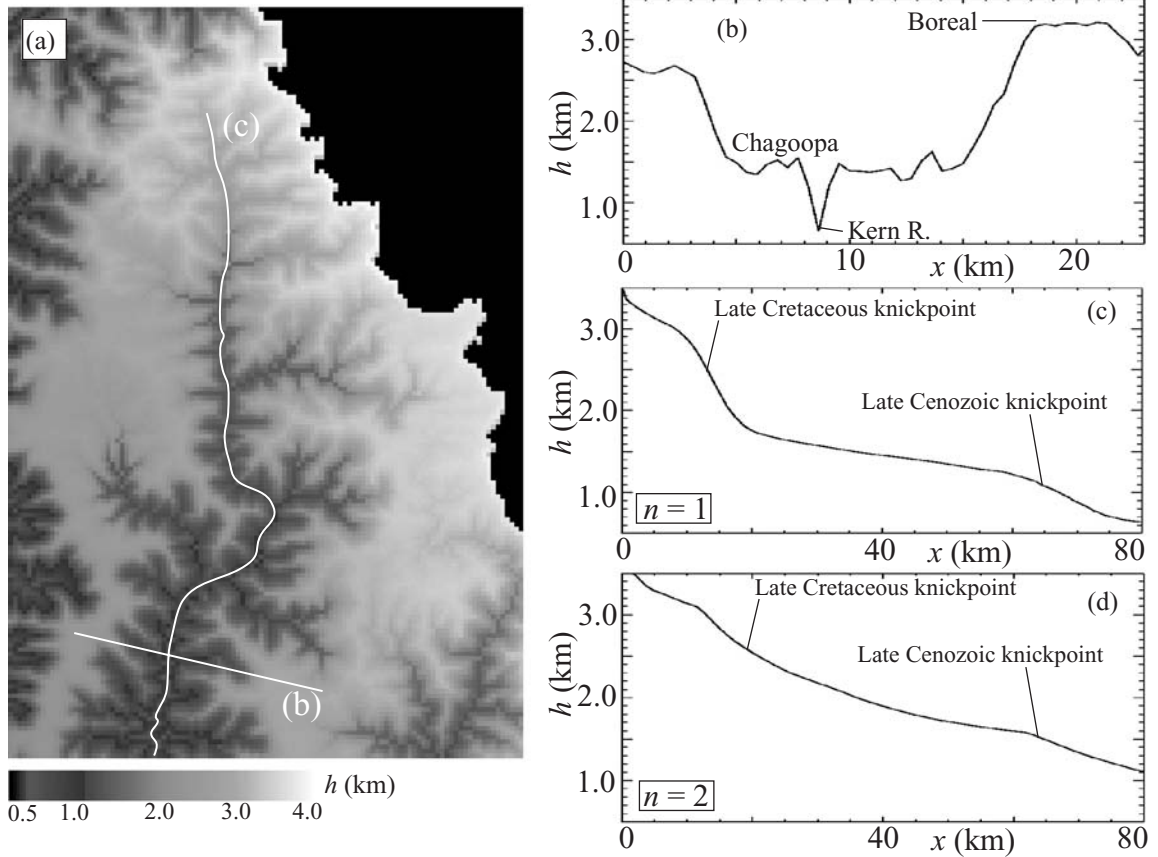 (a)
(c)
(b)
h (km)
0.5 1.0 2.0 3.0 4.0
(b)
Boreal
3.0
h (km)
2.0
Chagoopa
1.0
Kern R.
0 10 20
x (km)
(c)
Late Cretaceous knickpoint
3.0
h (km)
2.0
Late Cenozoic knickpoint
1.0
n = 1
0 40 80
x (km)
(d)
Late Cretaceous knickpoint
3.0
h (km)
Late Cenozoic knickpoint
2.0
1.0
n = 2
0 40 80
x (km)